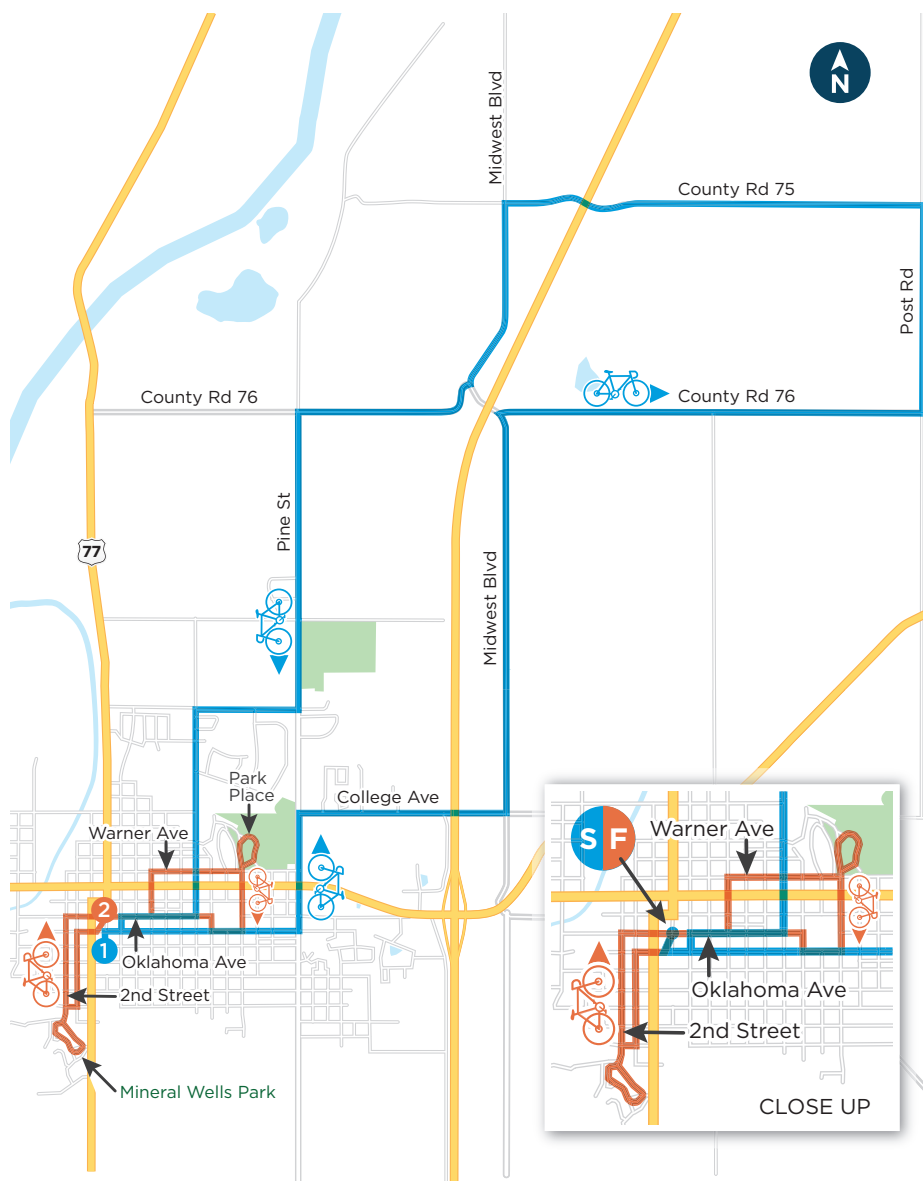 N
Midwest Blvd
County Rd 75
Post Rd
County Rd 76
County Rd 76
Pine St
77
Midwest Blvd
Park
Place
College Ave
Warner Ave
2
1
Oklahoma Ave
2nd Street
Mineral Wells Park
S F
Warner Ave
Oklahoma Ave
2nd Street
CLOSE UP